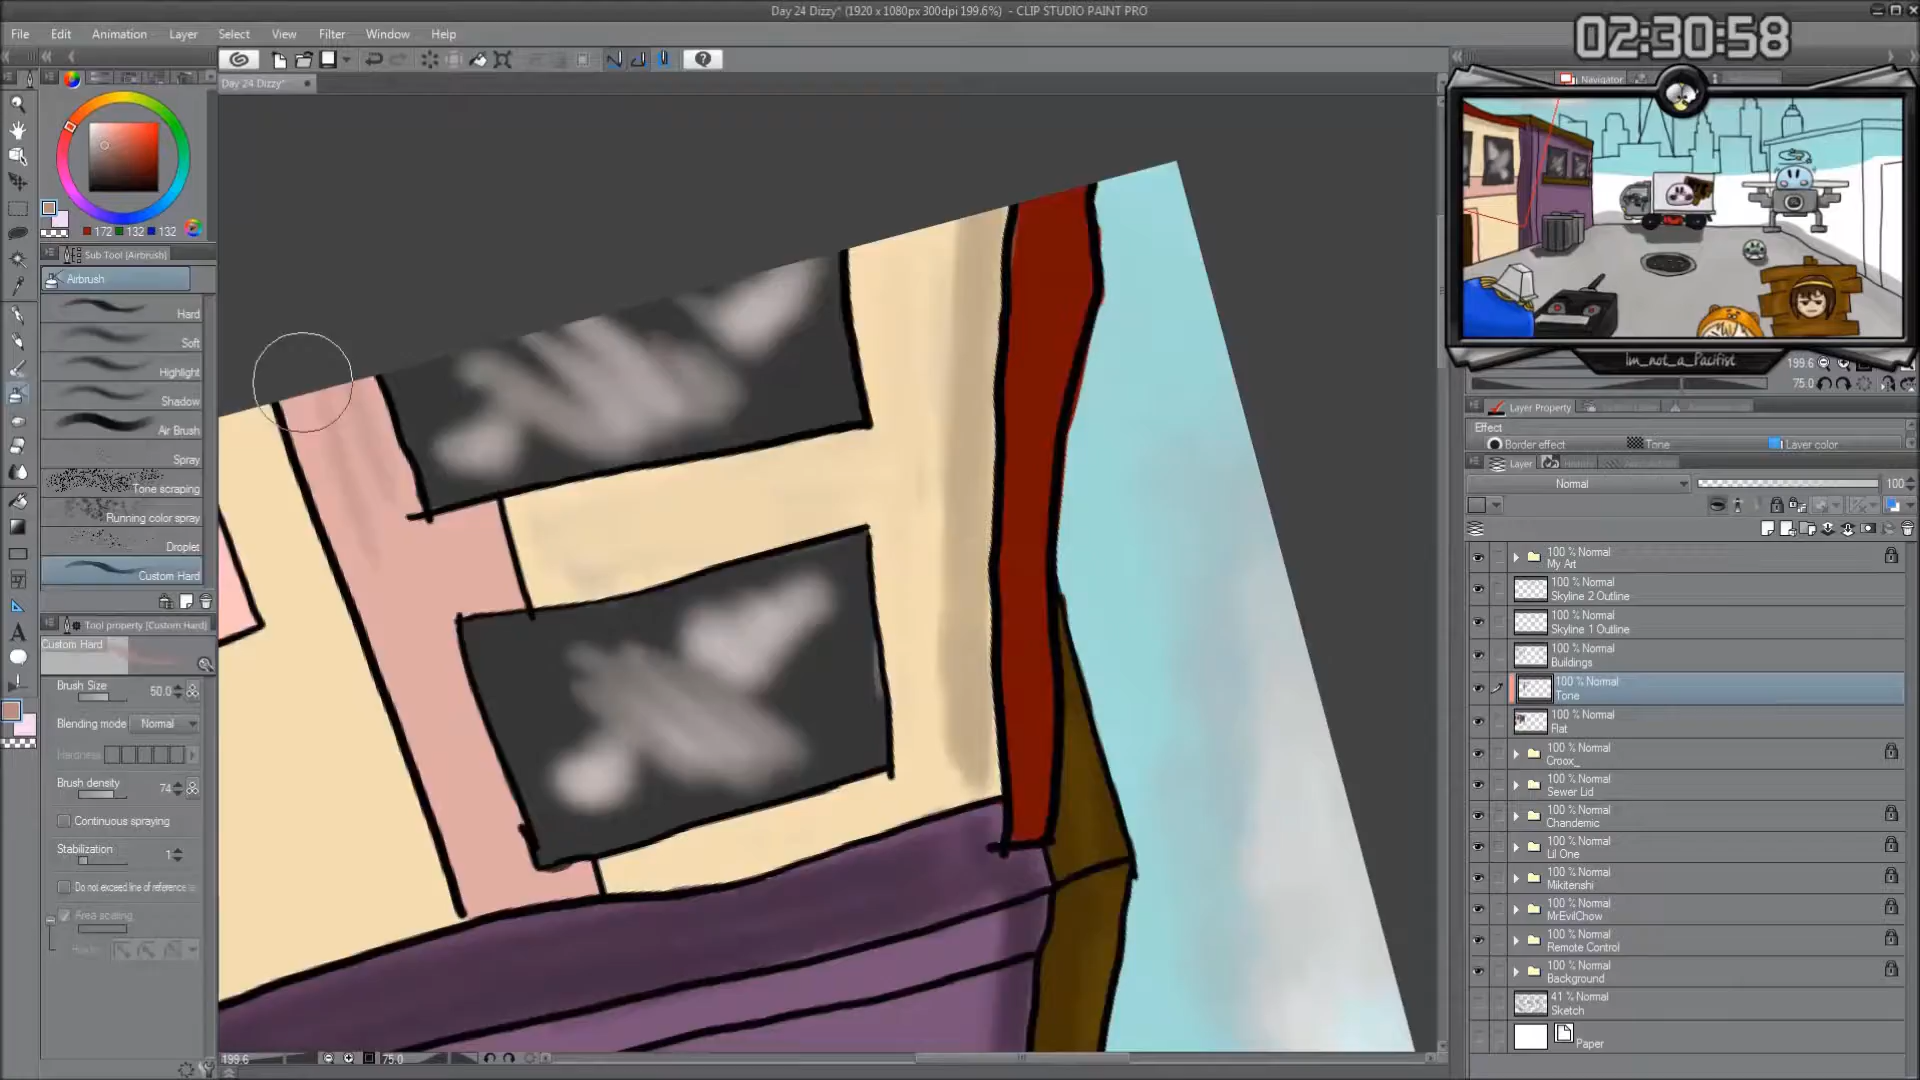 Day 24 Dizzy* (1920 x 1080px 300dpi 199.6%) - CLIP STUDIO PAINT PRO
02:30:58
File Edit Animation Layer Select View Filter Window Help
Day 24 Dizzy*
Navigator
172 132 132
Sub Tool [Airbrush]
Airbrush
Hard
Soft
Highlight
Shadow
Air Brush
Spray
Tone scraping
Running color spray
Droplet
Custom Hard
Tool property [Custom Hard]
Custom Hard
Brush Size 50.0
Blending mode Normal
Hardness
Brush density 74
Continuous spraying
Stabilization 1
Do not exceed line of reference
Area scaling
199.6 75.0
Im_not_a_Pacifist
199.6
75.0
Layer Property
Effect
Border effect Tone Layer color
Layer
Normal 100
100 % Normal
My Art
100 % Normal
Skyline 2 Outline
100 % Normal
Skyline 1 Outline
100 % Normal
Buildings
100 % Normal
Tone
100 % Normal
Flat
100 % Normal
Croox_
100 % Normal
Sewer Lid
100 % Normal
Chandemic
100 % Normal
Lil One
100 % Normal
Mikitenshi
100 % Normal
MrEvilChow
100 % Normal
Remote Control
100 % Normal
Background
41 % Normal
Sketch
Paper